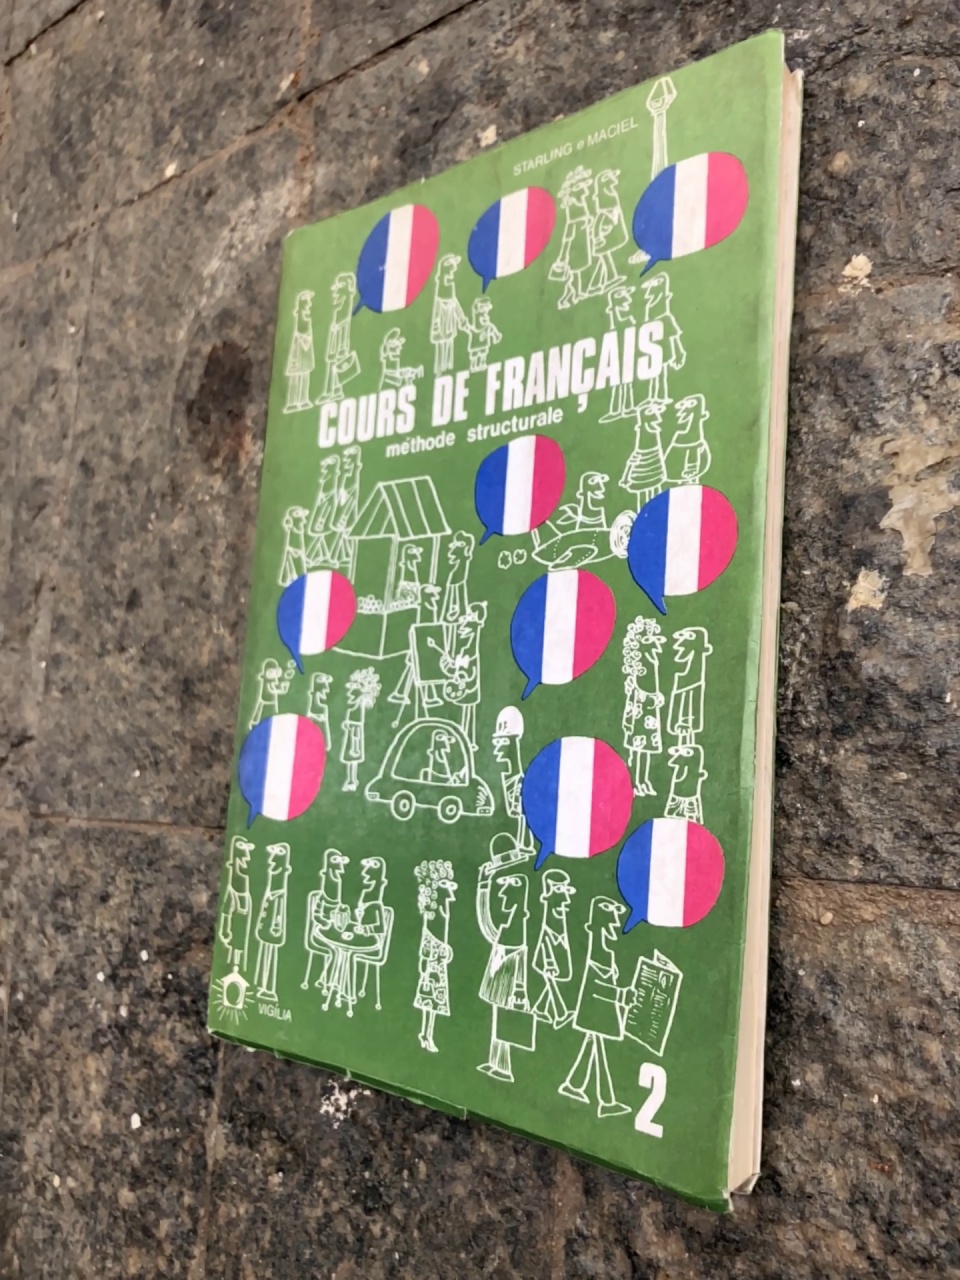 STARLING e MACIEL
COURS DE FRANÇAIS
méthode structurale
VIGÍLIA
2